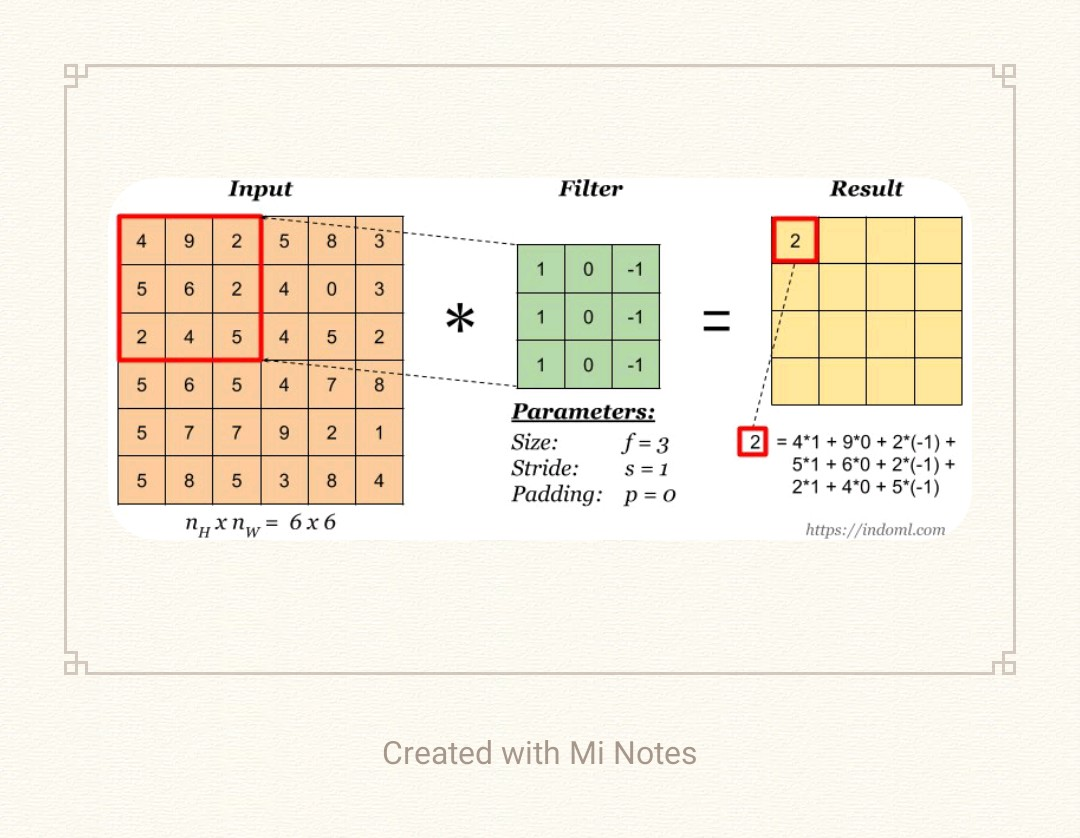 Input
Filter
Result
4 9 2 5 8 3
5 6 2 4 0 3
2 4 5 4 5 2
5 6 5 4 7 8
5 7 7 9 2 1
5 8 5 3 8 4
n_H x n_W = 6 x 6
*
1 0 -1
1 0 -1
1 0 -1
Parameters:
Size: f = 3
Stride: s = 1
Padding: p = 0
=
2
2 = 4*1 + 9*0 + 2*(-1) +
5*1 + 6*0 + 2*(-1) +
2*1 + 4*0 + 5*(-1)
https://indoml.com
Created with Mi Notes